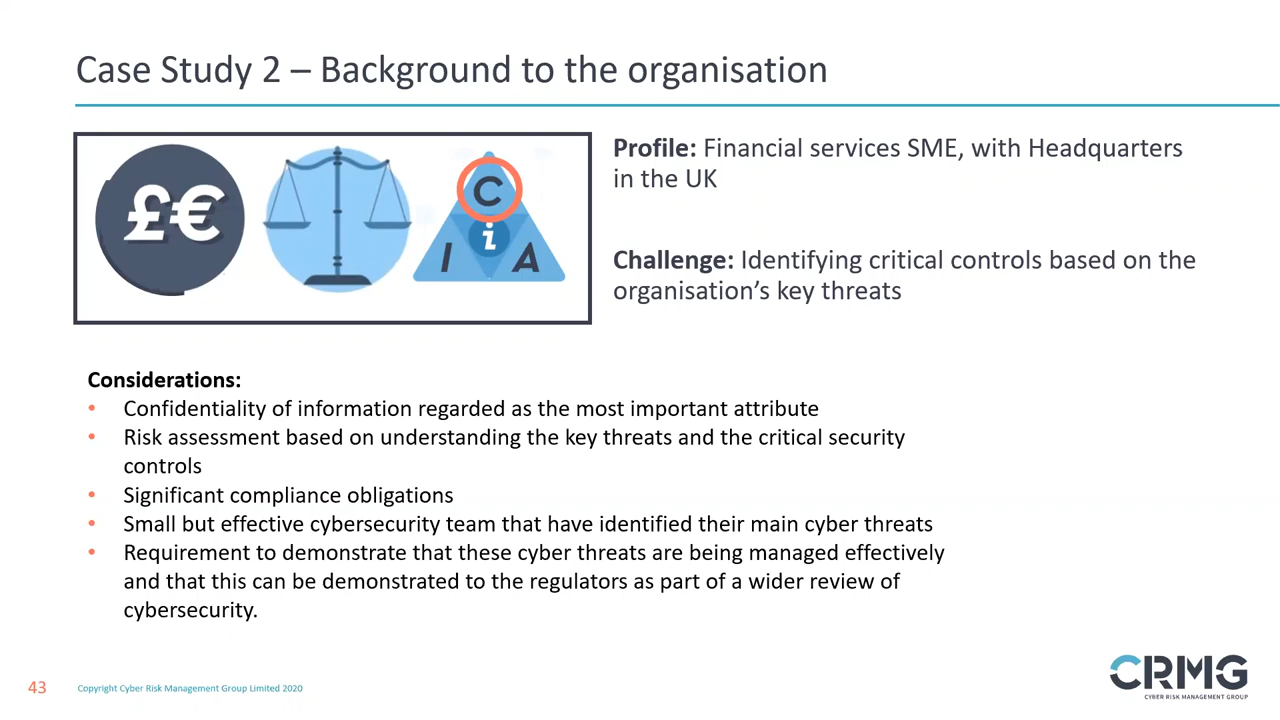 Case Study 2 – Background to the organisation
£€
C
i
I A
Profile: Financial services SME, with Headquarters
in the UK
Challenge: Identifying critical controls based on the
organisation’s key threats
Considerations:
• Confidentiality of information regarded as the most important attribute
• Risk assessment based on understanding the key threats and the critical security
controls
• Significant compliance obligations
• Small but effective cybersecurity team that have identified their main cyber threats
• Requirement to demonstrate that these cyber threats are being managed effectively
and that this can be demonstrated to the regulators as part of a wider review of
cybersecurity.
43
Copyright Cyber Risk Management Group Limited 2020
CRMG
CYBER RISK MANAGEMENT GROUP